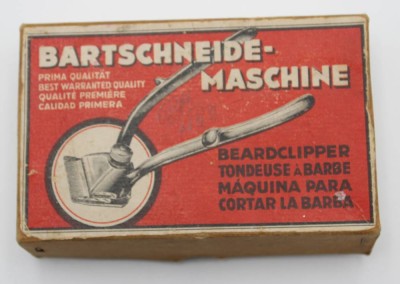 BARTSCHNEIDE-
MASCHINE
PRIMA QUALITÄT
BEST WARRANTED QUALITY
QUALITÉ PREMIÈRE
CALIDAD PRIMERA
BEARDCLIPPER
TONDEUSE À BARBE
MÁQUINA PARA
CORTAR LA BARBA